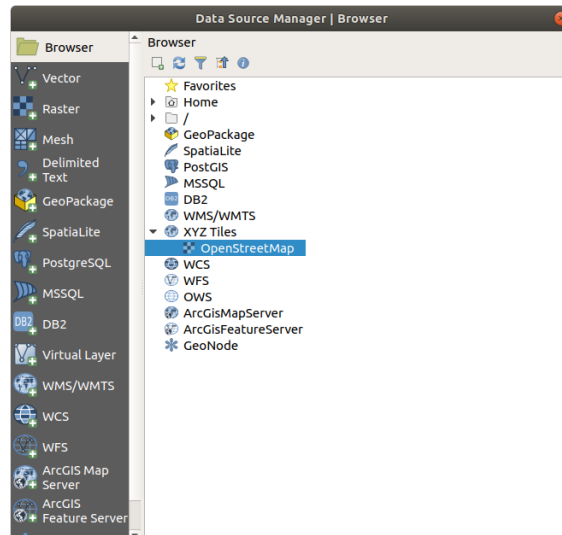 Data Source Manager | Browser
Browser
Vector
Raster
Mesh
Delimited
Text
GeoPackage
SpatiaLite
PostgreSQL
MSSQL
DB2
DB2
Virtual Layer
WMS/WMTS
WCS
WFS
ArcGIS Map
Server
ArcGIS
Feature Server
Browser
Favorites
Home
/
GeoPackage
SpatiaLite
PostGIS
MSSQL
DB2
DB2
WMS/WMTS
XYZ Tiles
OpenStreetMap
WCS
WFS
OWS
ArcGisMapServer
ArcGisFeatureServer
GeoNode